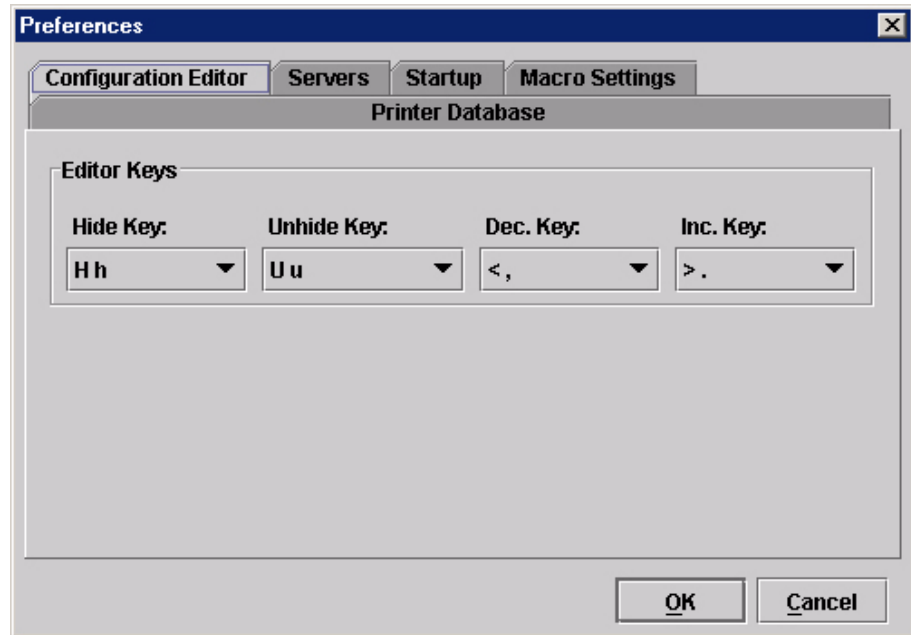 Preferences
Configuration Editor Servers Startup Macro Settings
Printer Database
Editor Keys
Hide Key: Unhide Key: Dec. Key: Inc. Key:
H h U u < , > .
OK Cancel